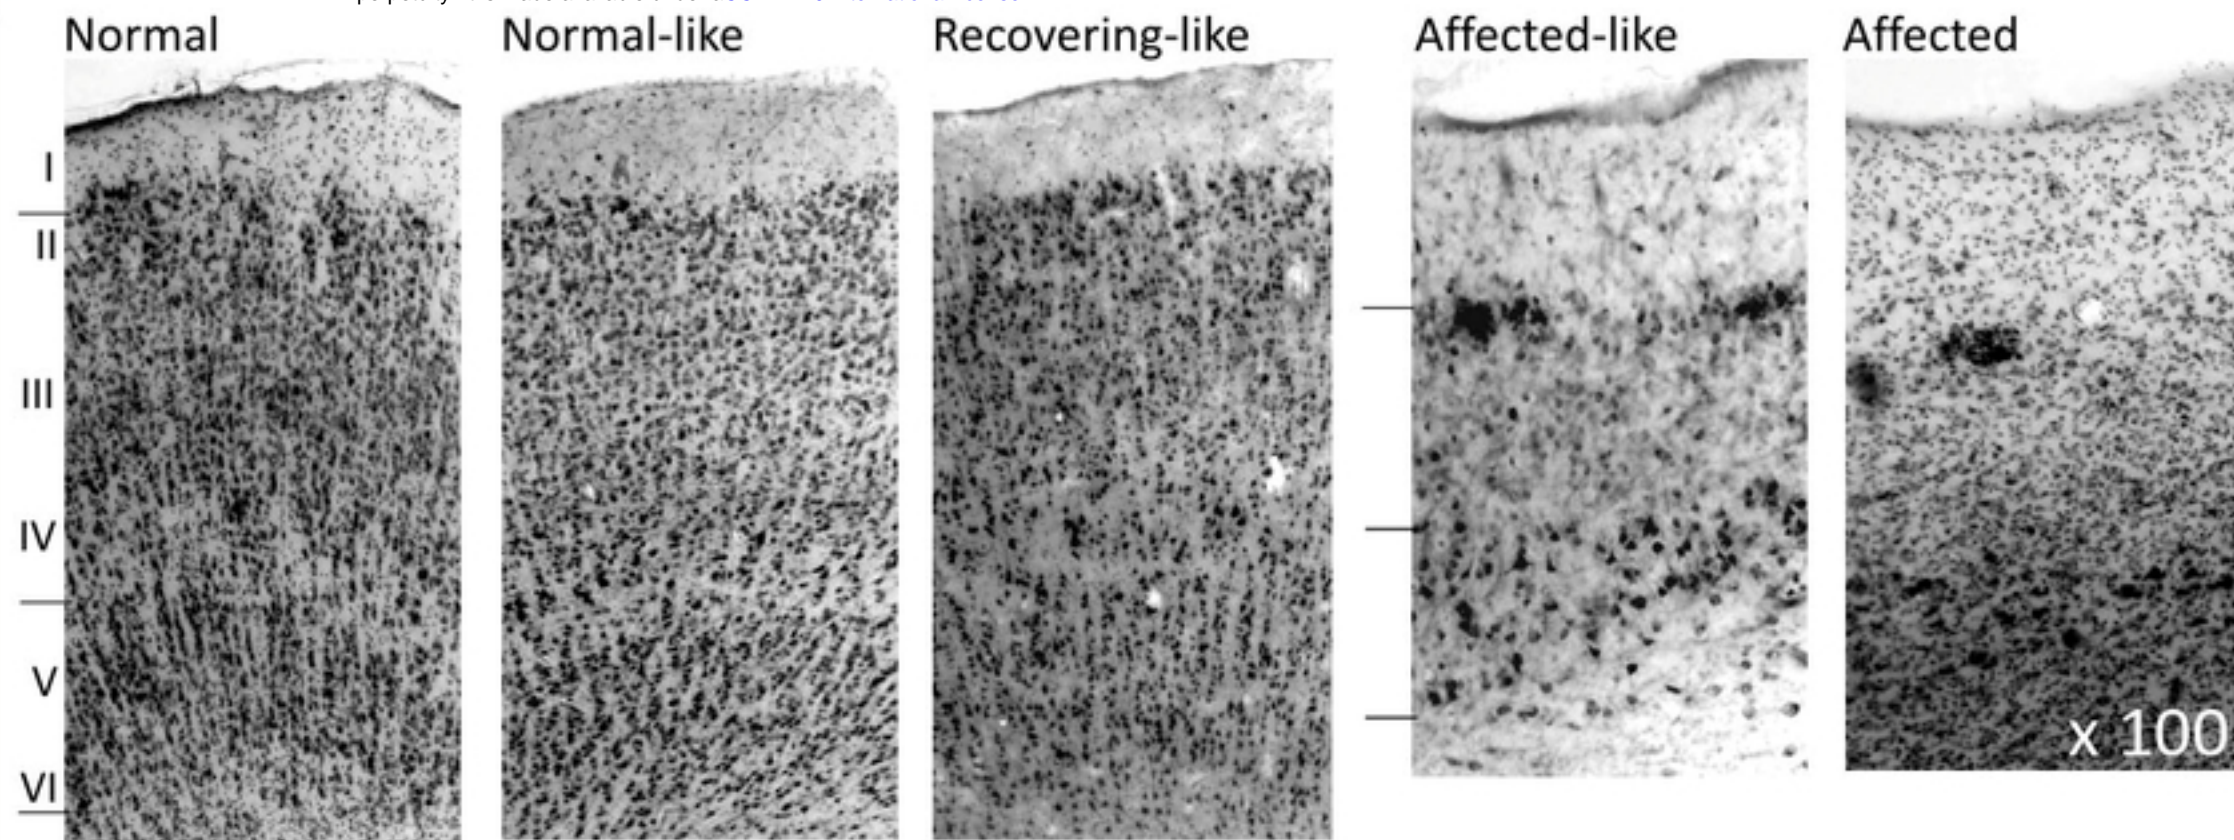 Normal
Normal-like
Recovering-like
Affected-like
Affected
I
II
III
IV
V
VI
x 100